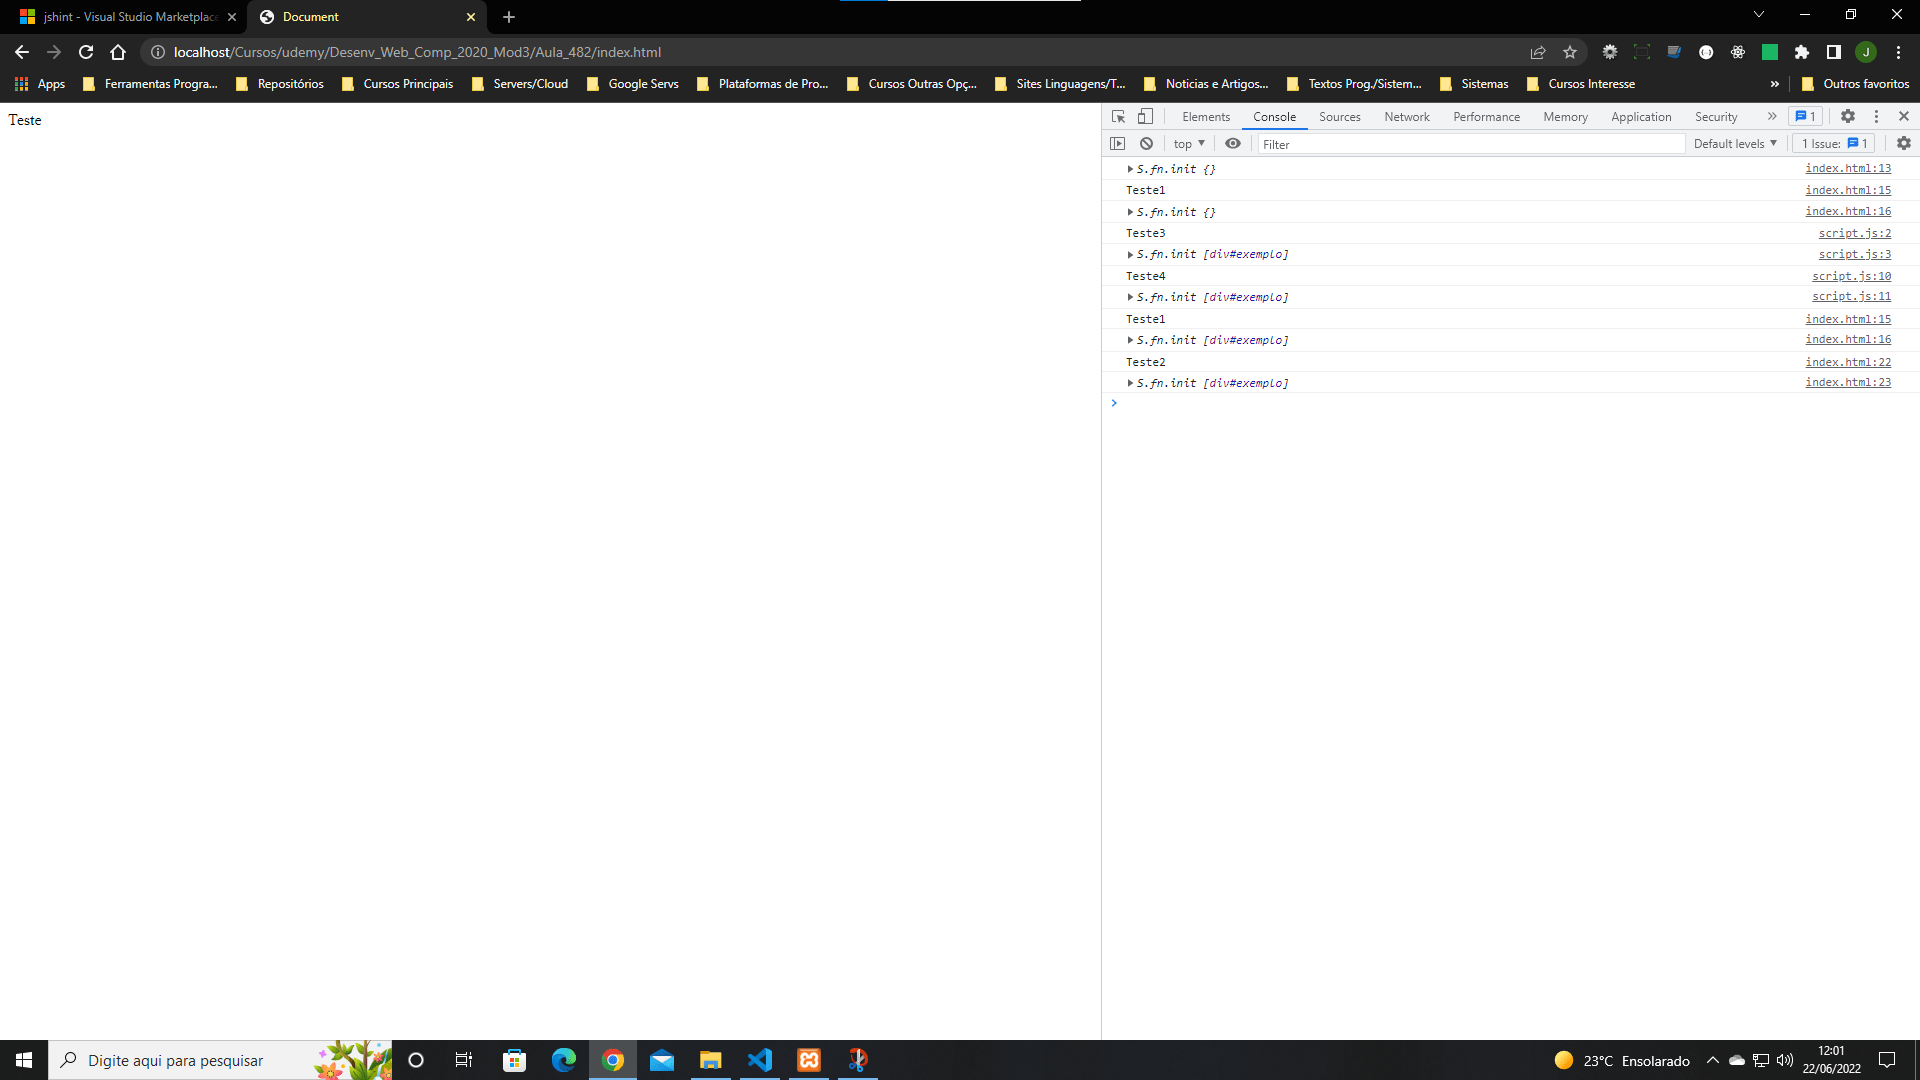 jshint - Visual Studio Marketplace
Document
localhost/Cursos/udemy/Desenv_Web_Comp_2020_Mod3/Aula_482/index.html
J
Apps
Ferramentas Progra...
Repositórios
Cursos Principais
Servers/Cloud
Google Servs
Plataformas de Pro...
Cursos Outras Opç...
Sites Linguagens/T...
Noticias e Artigos...
Textos Prog./Sistem...
Sistemas
Cursos Interesse
»
Outros favoritos
Teste
Elements Console Sources Network Performance Memory Application Security » 1
top Filter Default levels 1 Issue: 1
S.fn.init {} index.html:13
Teste1 index.html:15
S.fn.init {} index.html:16
Teste3 script.js:2
S.fn.init [div#exemplo] script.js:3
Teste4 script.js:10
S.fn.init [div#exemplo] script.js:11
Teste1 index.html:15
S.fn.init [div#exemplo] index.html:16
Teste2 index.html:22
S.fn.init [div#exemplo] index.html:23
Digite aqui para pesquisar
23°C Ensolarado
12:01
22/06/2022